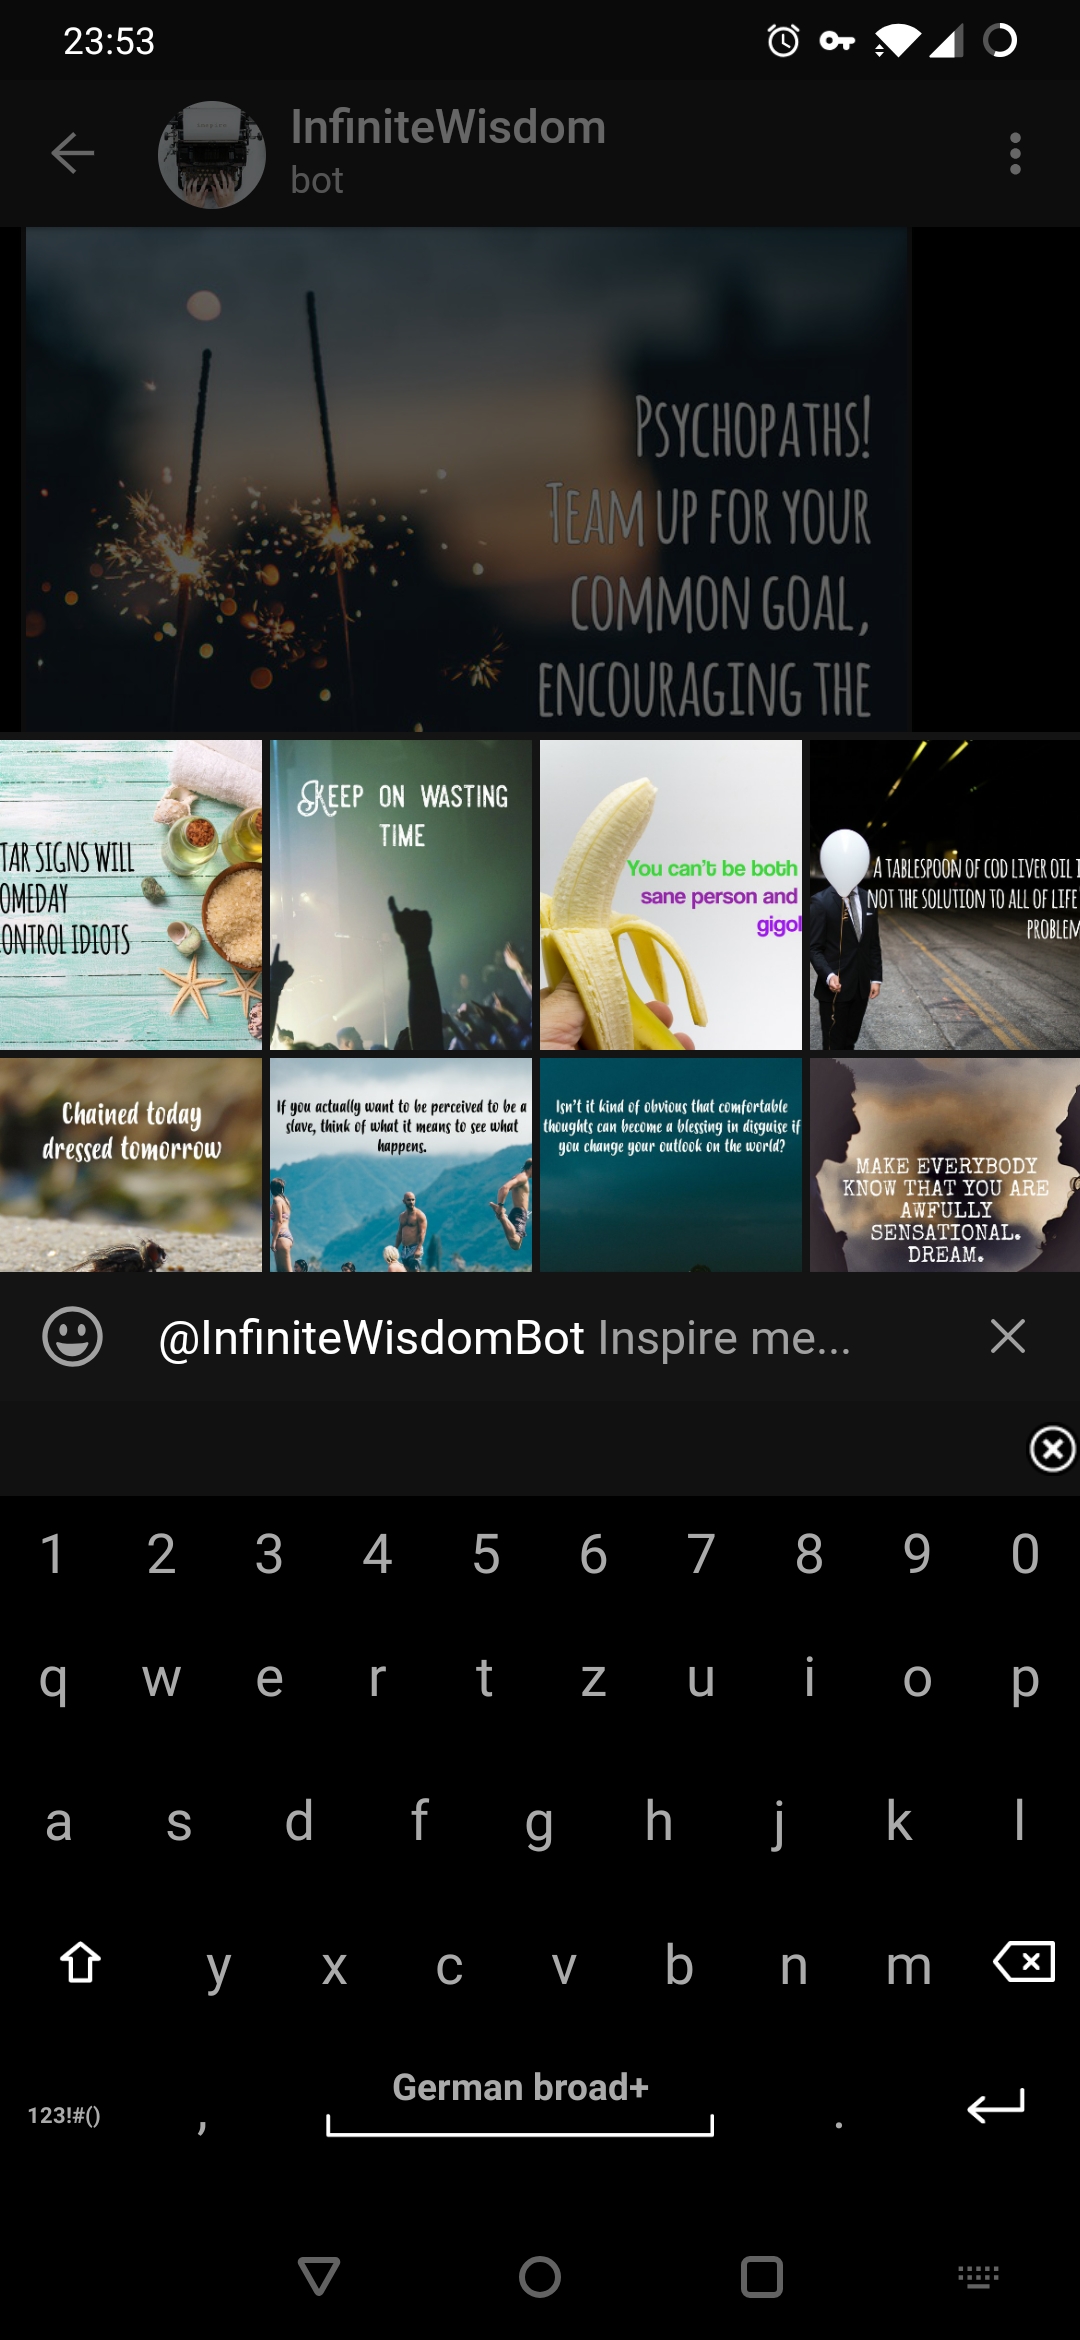 23:53
InfiniteWisdom
bot
PSYCHOPATHS!
TEAM UP FOR YOUR
COMMON GOAL,
ENCOURAGING THE
TAR SIGNS WILL
OMEDAY
ONTROL IDIOTS
KEEP ON WASTING
TIME
You can't be both
sane person and
gigol
A TABLESPOON OF COD LIVER OIL I
NOT THE SOLUTION TO ALL OF LIFE
PROBLEM
Chained today
dressed tomorrow
If you actually want to be perceived to be a
slave, think of what it means to see what
happens.
Isn't it kind of obvious that comfortable
thoughts can become a blessing in disguise if
you change your outlook on the world?
MAKE EVERYBODY
KNOW THAT YOU ARE
AWFULLY
SENSATIONAL.
DREAM.
@InfiniteWisdomBot Inspire me...
1 2 3 4 5 6 7 8 9 0
q w e r t z u i o p
a s d f g h j k l
y x c v b n m
German broad+
123!#() , .